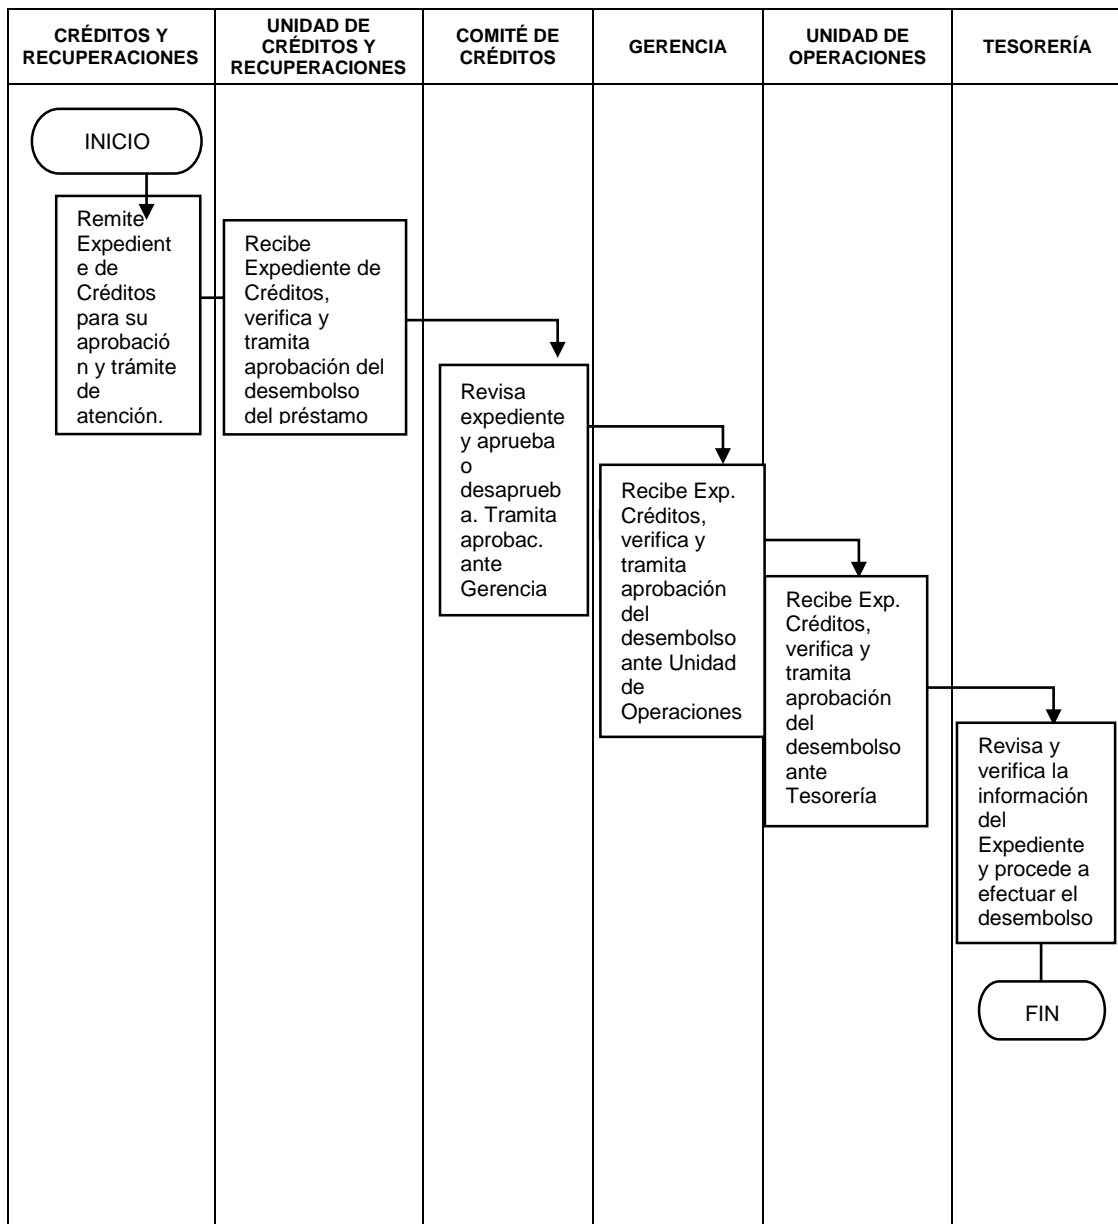 CRÉDITOS Y
RECUPERACIONES
UNIDAD DE
CRÉDITOS Y
RECUPERACIONES
COMITÉ DE
CRÉDITOS
GERENCIA
UNIDAD DE
OPERACIONES
TESORERÍA
INICIO
Remite
Expedient
e de
Créditos
para su
aprobació
n y trámite
de
atención.
Recibe
Expediente de
Créditos,
verifica y
tramita
aprobación del
desembolso
del préstamo
Revisa
expediente
y aprueba
o
desaprueb
a. Tramita
aprobac.
ante
Gerencia
Recibe Exp.
Créditos,
verifica y
tramita
aprobación
del
desembolso
ante Unidad
de
Operaciones
Recibe Exp.
Créditos,
verifica y
tramita
aprobación
del
desembolso
ante
Tesorería
Revisa y
verifica la
información
del
Expediente
y procede a
efectuar el
desembolso
FIN